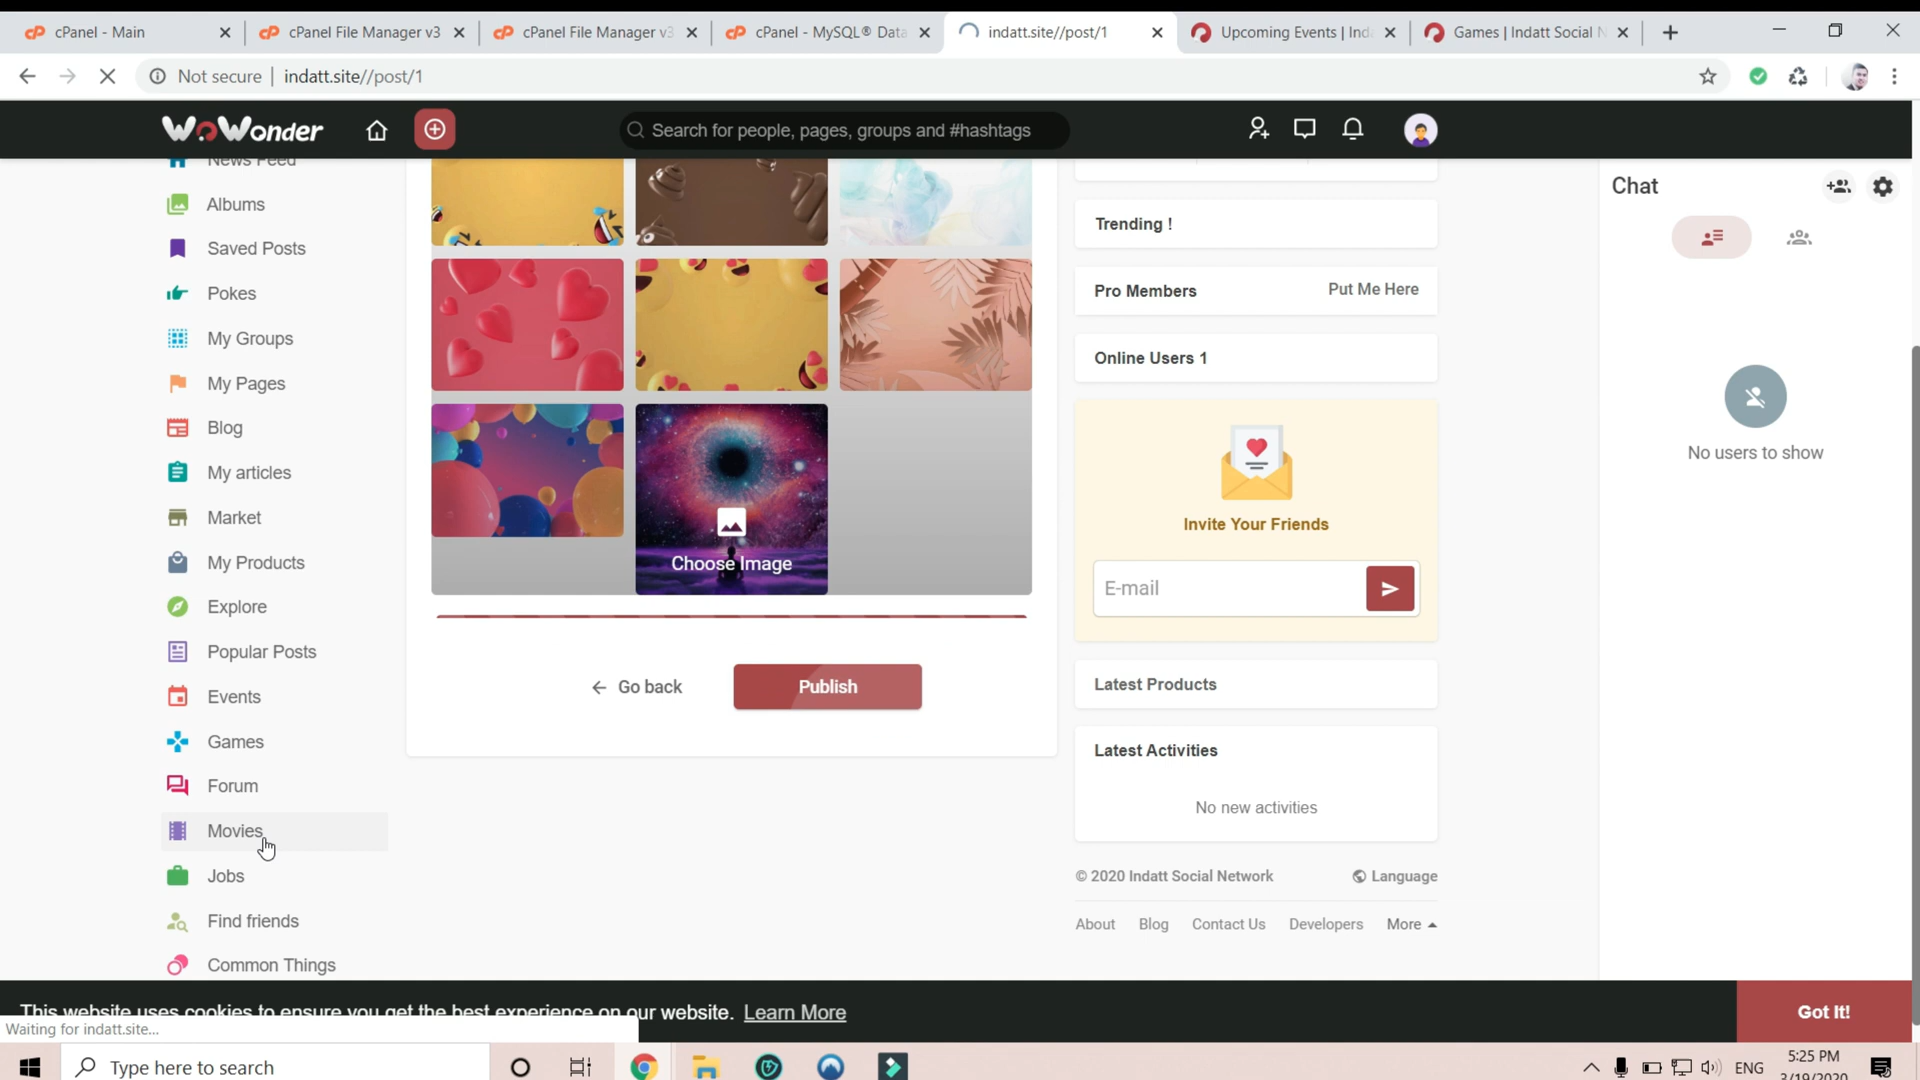 cPanel - Main
cPanel File Manager v3
cPanel File Manager v3
cPanel - MySQL® Data
indatt.site//post/1
Upcoming Events | Ind
Games | Indatt Social N
Not secure | indatt.site//post/1
WoWonder
Search for people, pages, groups and #hashtags
News Feed
Albums
Saved Posts
Pokes
My Groups
My Pages
Blog
My articles
Market
My Products
Explore
Popular Posts
Events
Games
Forum
Movies
Jobs
Find friends
Common Things
Choose Image
Go back
Publish
Trending !
Pro Members
Put Me Here
Online Users 1
Invite Your Friends
E-mail
Latest Products
Latest Activities
No new activities
© 2020 Indatt Social Network
Language
About
Blog
Contact Us
Developers
More
Chat
No users to show
This website uses cookies to ensure you get the best experience on our website. Learn More
Got It!
Waiting for indatt.site...
Type here to search
ENG
5:25 PM
3/19/2020